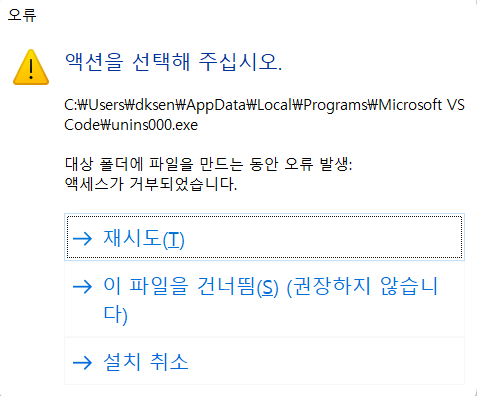 오류
액션을 선택해 주십시오.
C:₩Users₩dksen₩AppData₩Local₩Programs₩Microsoft VS
Code₩unins000.exe
대상 폴더에 파일을 만드는 동안 오류 발생:
액세스가 거부되었습니다.
→ 재시도(T)
→ 이 파일을 건너뜀(S) (권장하지 않습니
다)
→ 설치 취소